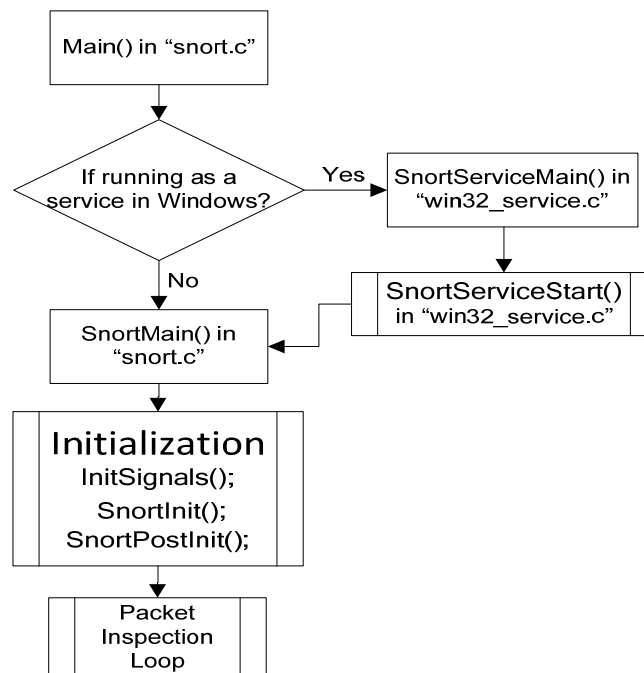 Main() in “snort.c”
If running as a
service in Windows?
Yes
SnortServiceMain() in
“win32_service.c”
No
SnortServiceStart()
in “win32_service.c”
SnortMain() in
“snort.c”
Initialization
InitSignals();
SnortInit();
SnortPostInit();
Packet
Inspection
Loop